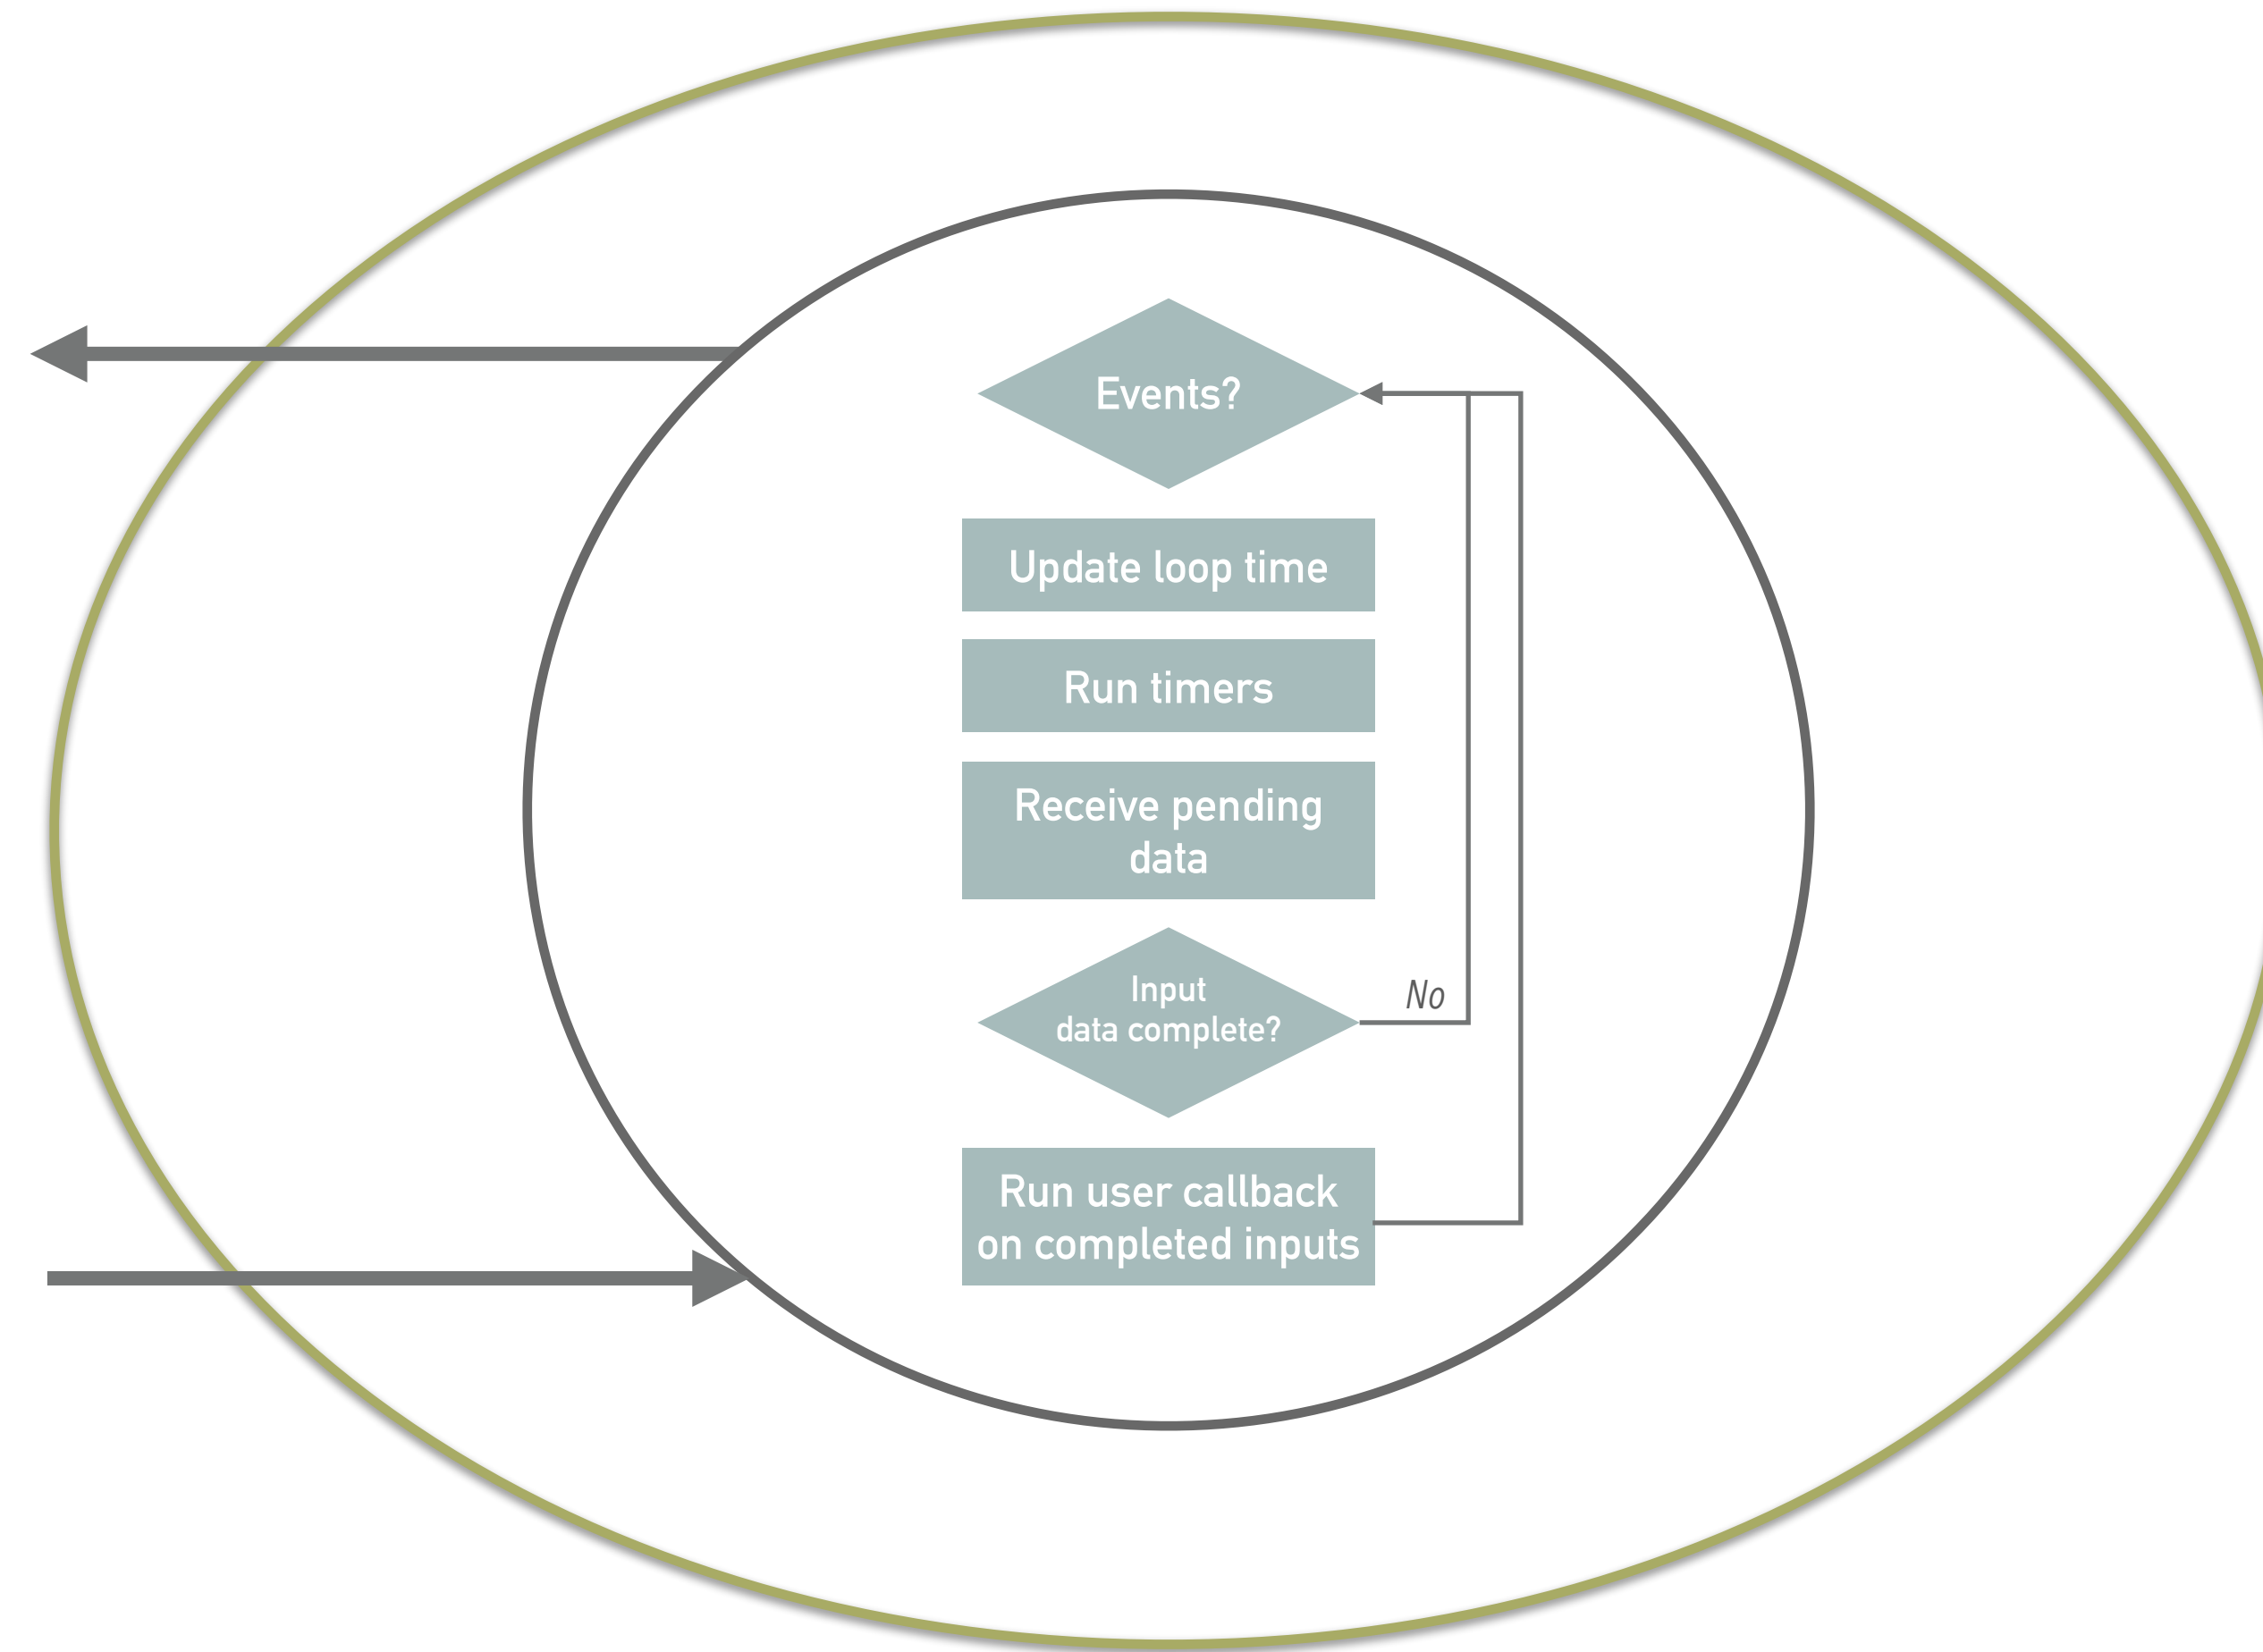 Events?
Update loop time
Run timers
Receive pending
data
Input
data complete?
No
Run user callback
on completed inputs